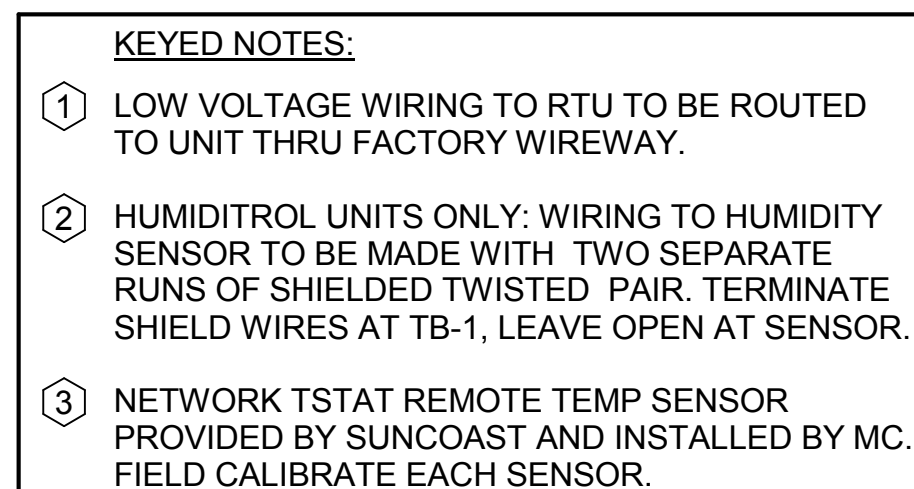 KEYED NOTES:
1 LOW VOLTAGE WIRING TO RTU TO BE ROUTED
TO UNIT THRU FACTORY WIREWAY.
2 HUMIDITROL UNITS ONLY: WIRING TO HUMIDITY
SENSOR TO BE MADE WITH TWO SEPARATE
RUNS OF SHIELDED TWISTED PAIR. TERMINATE
SHIELD WIRES AT TB-1, LEAVE OPEN AT SENSOR.
3 NETWORK TSTAT REMOTE TEMP SENSOR
PROVIDED BY SUNCOAST AND INSTALLED BY MC.
FIELD CALIBRATE EACH SENSOR.